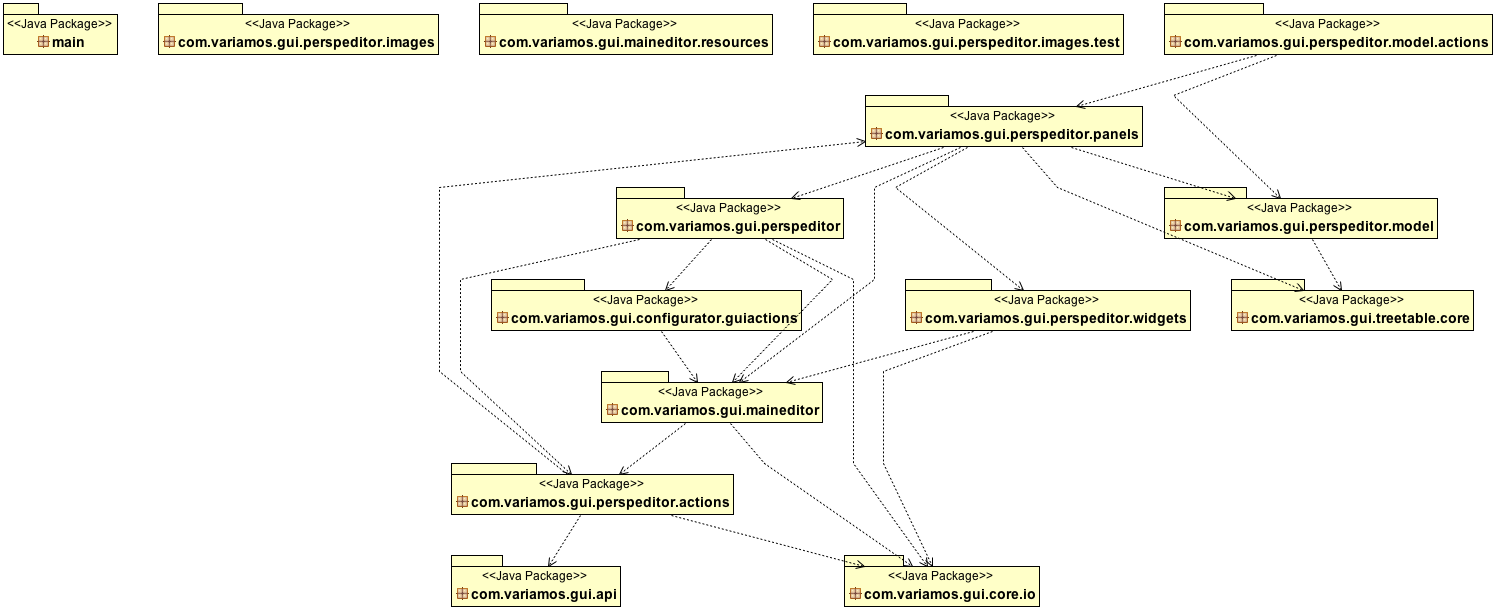 <<Java Package>>
main
<<Java Package>>
com.variamos.gui.perspeditor.images
<<Java Package>>
com.variamos.gui.maineditor.resources
<<Java Package>>
com.variamos.gui.perspeditor.images.test
<<Java Package>>
com.variamos.gui.perspeditor.model.actions
<<Java Package>>
com.variamos.gui.perspeditor.panels
<<Java Package>>
com.variamos.gui.perspeditor
<<Java Package>>
com.variamos.gui.perspeditor.model
<<Java Package>>
com.variamos.gui.configurator.guiactions
<<Java Package>>
com.variamos.gui.perspeditor.widgets
<<Java Package>>
com.variamos.gui.treetable.core
<<Java Package>>
com.variamos.gui.maineditor
<<Java Package>>
com.variamos.gui.perspeditor.actions
<<Java Package>>
com.variamos.gui.api
<<Java Package>>
com.variamos.gui.core.io